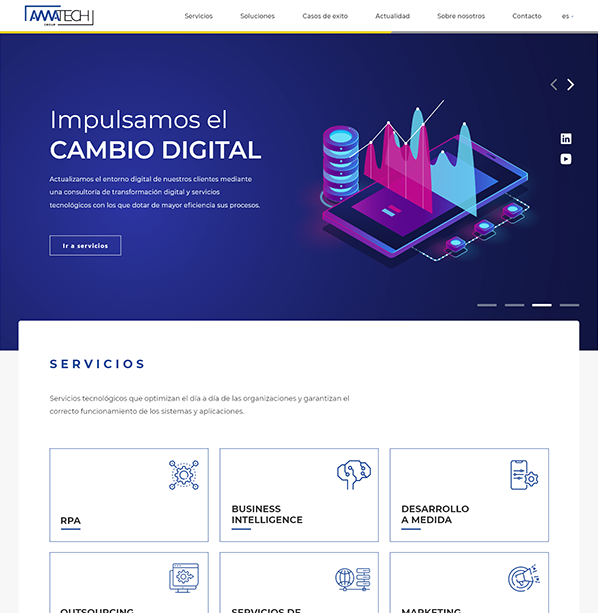 AMMATECH
GROUP
Servicios Soluciones Casos de exito Actualidad Sobre nosotros Contacto es
Impulsamos el
CAMBIO DIGITAL
Actualizamos el entorno digital de nuestros clientes mediante
una consultoría de transformación digital y servicios
tecnológicos con los que dotar de mayor eficiencia sus procesos.
Ir a servicios
SERVICIOS
Servicios tecnológicos que optimizan el día a día de las organizaciones y garantizan el
correcto funcionamiento de los sistemas y aplicaciones.
RPA
BUSINESS
INTELLIGENCE
DESARROLLO
A MEDIDA
OUTSOURCING
SERVICIOS DE
MARKETING